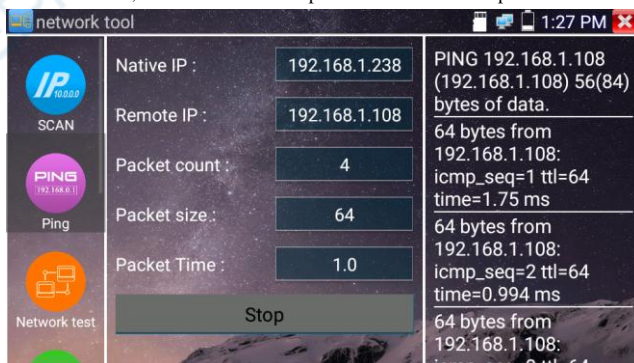 network tool
1:27 PM
IP
10.0.0.0
SCAN
PING
192.168.0.1
Ping
Network test
Native IP :
192.168.1.238
Remote IP :
192.168.1.108
Packet count :
4
Packet size :
64
Packet Time :
1.0
Stop
PING 192.168.1.108
(192.168.1.108) 56(84)
bytes of data.
64 bytes from
192.168.1.108:
icmp_seq=1 ttl=64
time=1.75 ms
64 bytes from
192.168.1.108:
icmp_seq=2 ttl=64
time=0.994 ms
64 bytes from
192.168.1.108: